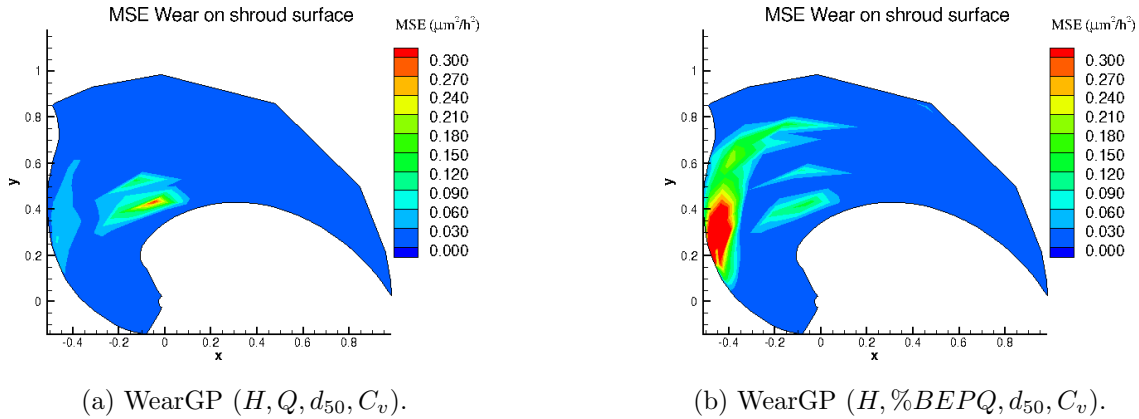 MSE Wear on shroud surface
MSE (μm²/h²)
0.300
0.270
0.240
0.210
0.180
0.150
0.120
0.090
0.060
0.030
0.000
y
1
0.8
0.6
0.4
0.2
0
-0.4 -0.2 0 0.2 0.4 0.6 0.8
x
(a) WearGP (H, Q, d₅₀, Cᵥ).
MSE Wear on shroud surface
MSE (μm²/h²)
0.300
0.270
0.240
0.210
0.180
0.150
0.120
0.090
0.060
0.030
0.000
y
1
0.8
0.6
0.4
0.2
0
-0.4 -0.2 0 0.2 0.4 0.6 0.8
x
(b) WearGP (H, %BEPQ, d₅₀, Cᵥ).